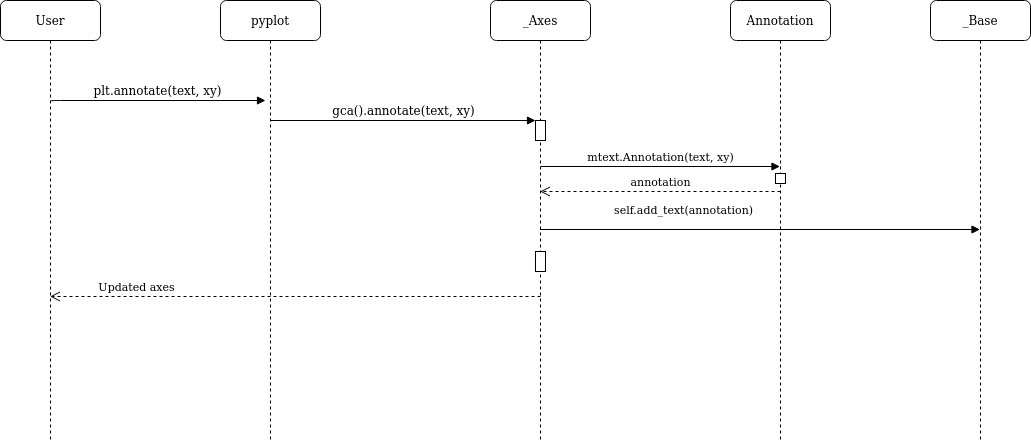 User
pyplot
_Axes
Annotation
_Base
plt.annotate(text, xy)
gca().annotate(text, xy)
mtext.Annotation(text, xy)
annotation
self.add_text(annotation)
Updated axes